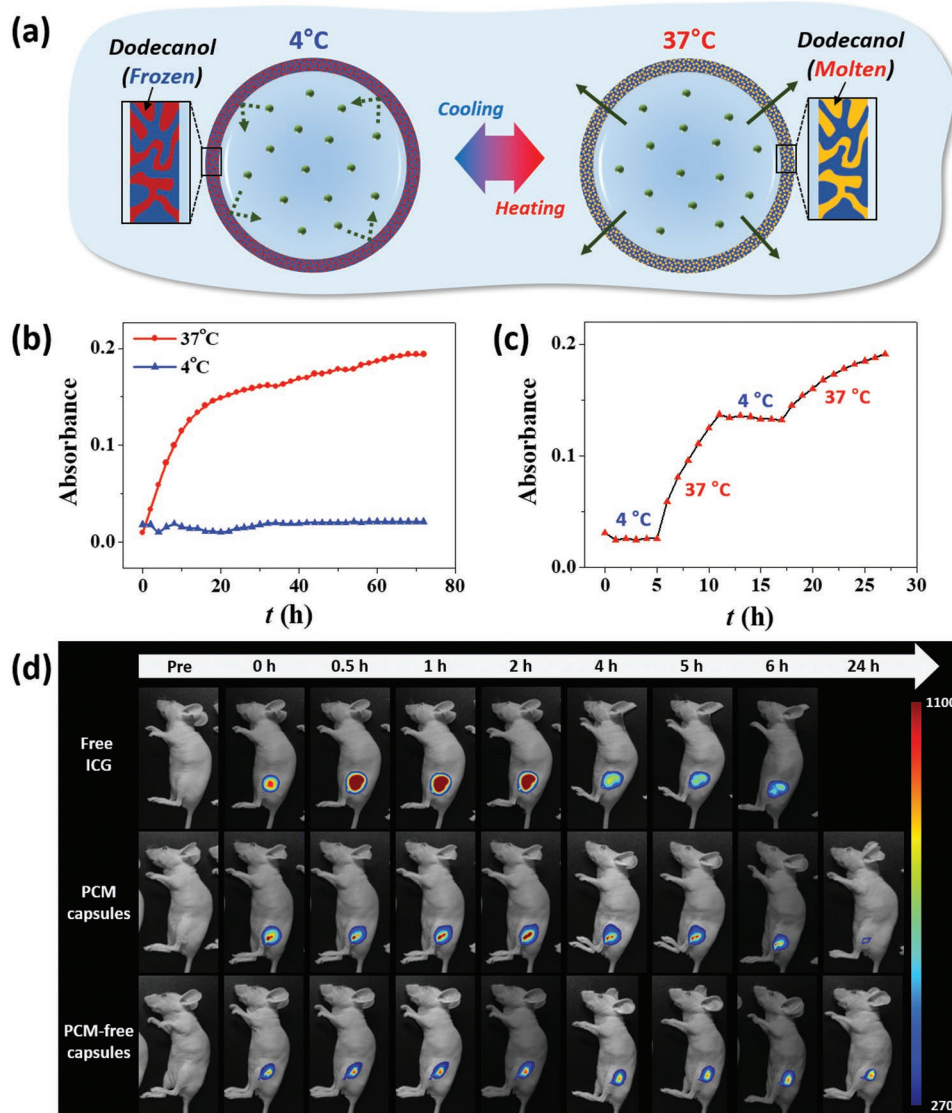 (a)
Dodecanol
(Frozen)
4°C
Cooling
Heating
37°C
Dodecanol
(Molten)
(b)
37°C
4°C
Absorbance
0.2
0.1
0.0
0 20 40 60 80
t (h)
(c)
Absorbance
0.2
0.1
0.0
4 °C
37 °C
4 °C
37 °C
0 5 10 15 20 25 30
t (h)
(d)
Pre 0 h 0.5 h 1 h 2 h 4 h 5 h 6 h 24 h
Free
ICG
PCM
capsules
PCM-free
capsules
1100
270